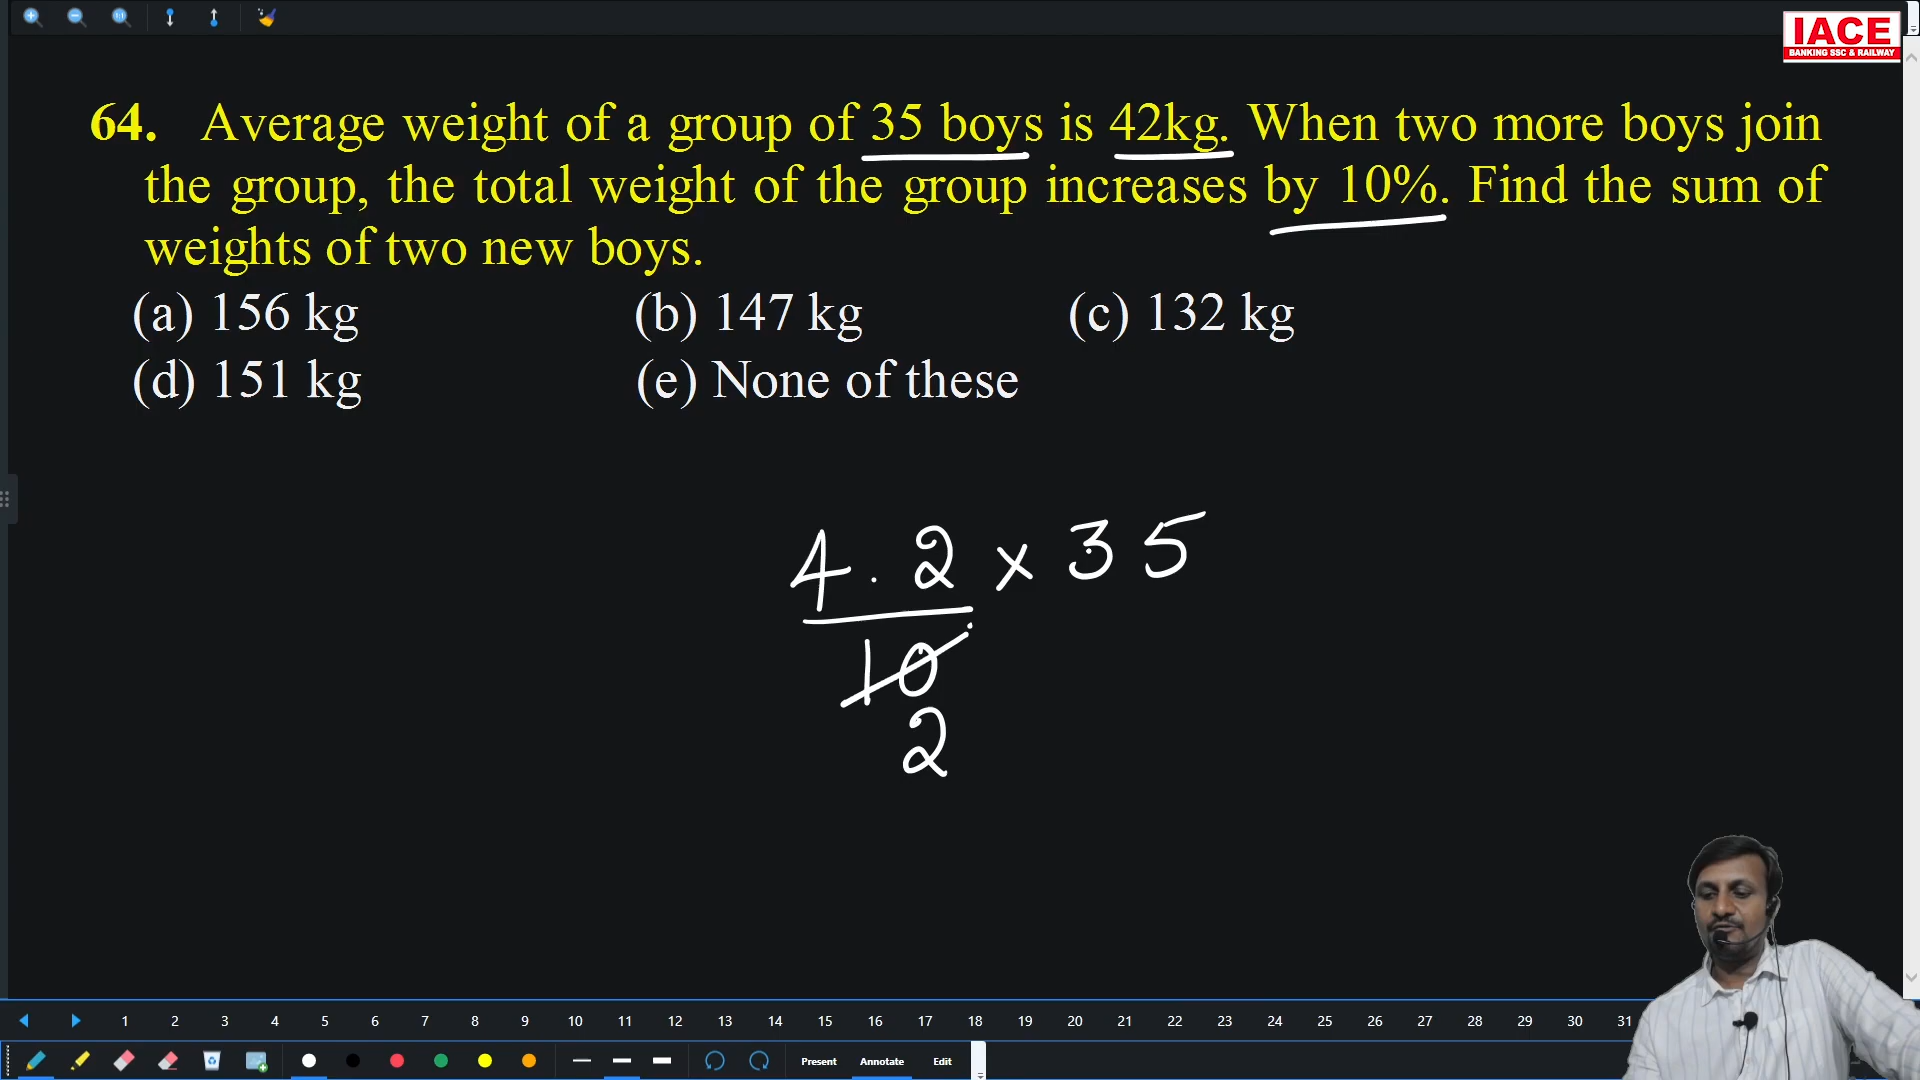 IACE
BANKING SSC & RAILWAY
64. Average weight of a group of 35 boys is 42kg. When two more boys join
the group, the total weight of the group increases by 10%. Find the sum of
weights of two new boys.
(a) 156 kg (b) 147 kg (c) 132 kg
(d) 151 kg (e) None of these
4.2 x 35
10
2
1 2 3 4 5 6 7 8 9 10 11 12 13 14 15 16 17 18 19 20 21 22 23 24 25 26 27 28 29 30 31
Present Annotate Edit